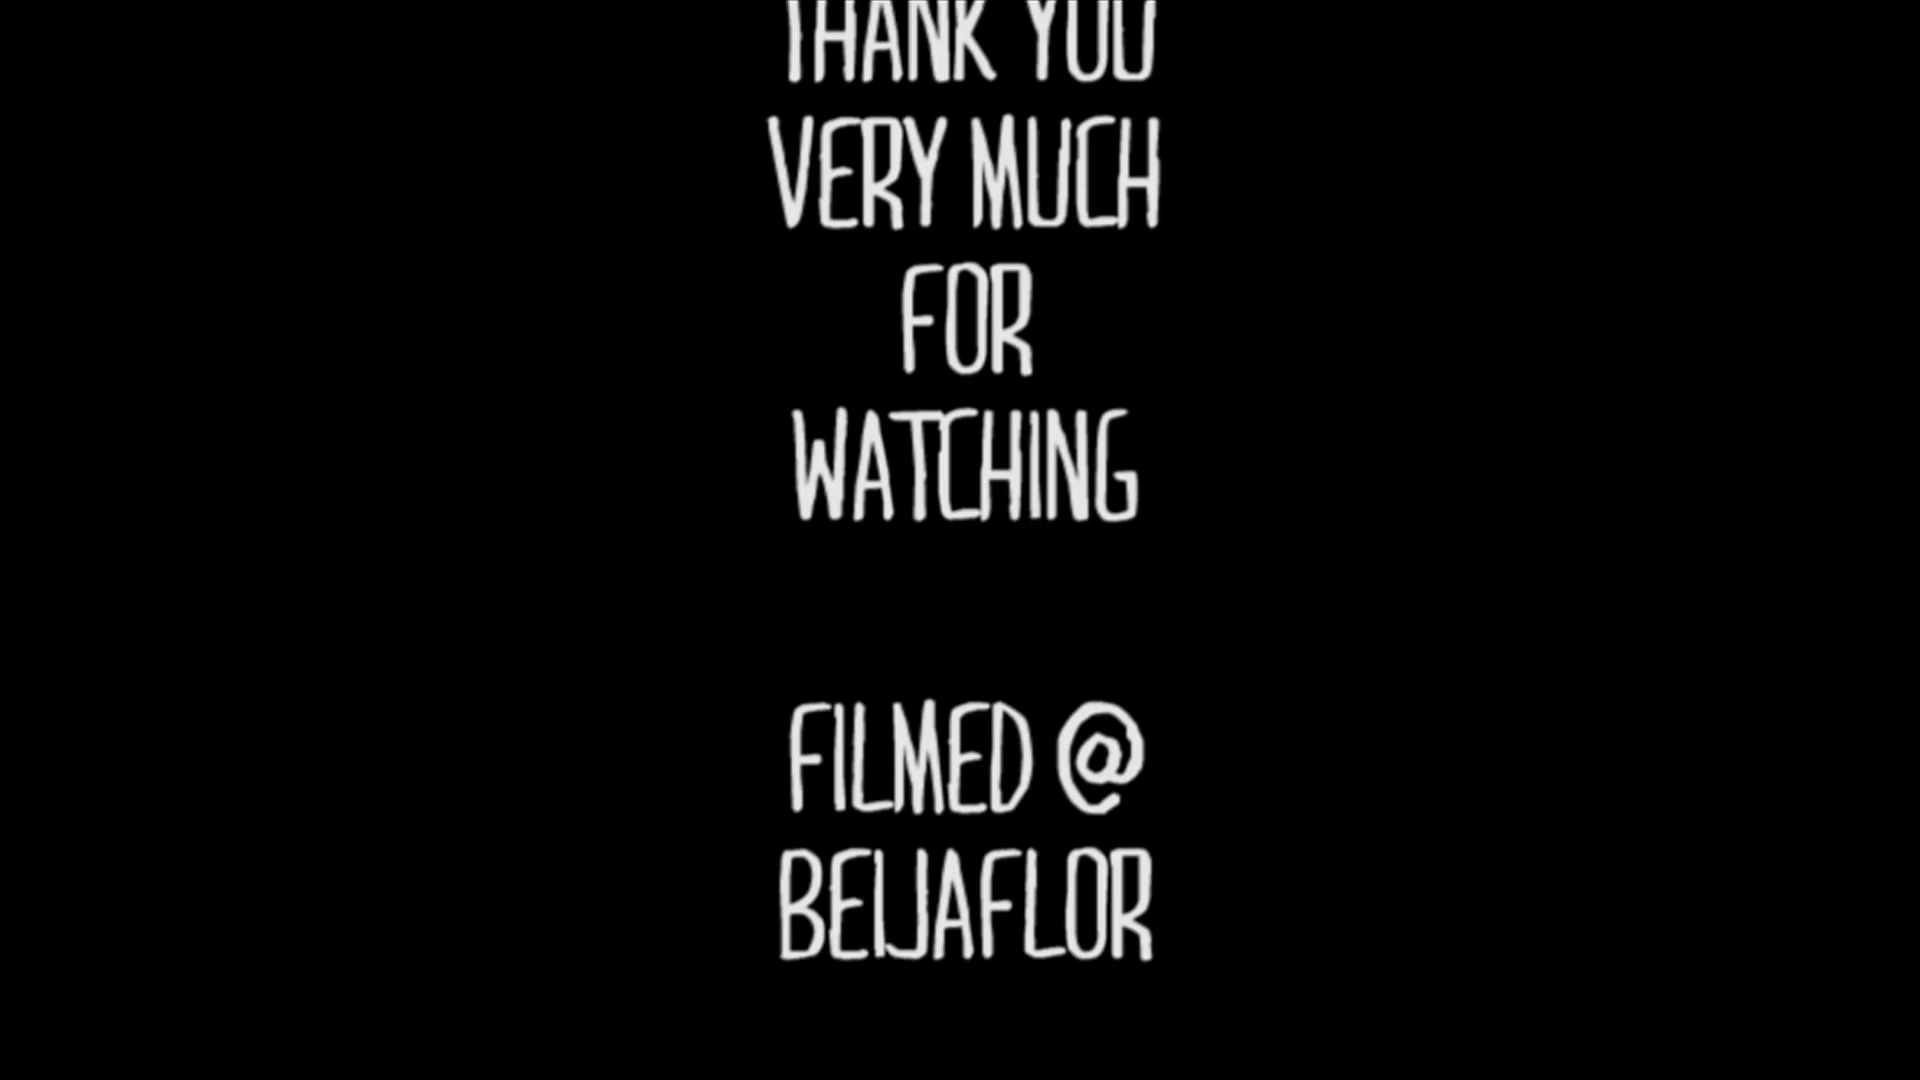 THANK YOU
VERY MUCH
FOR
WATCHING
FILMED @
BEIJAFLOR